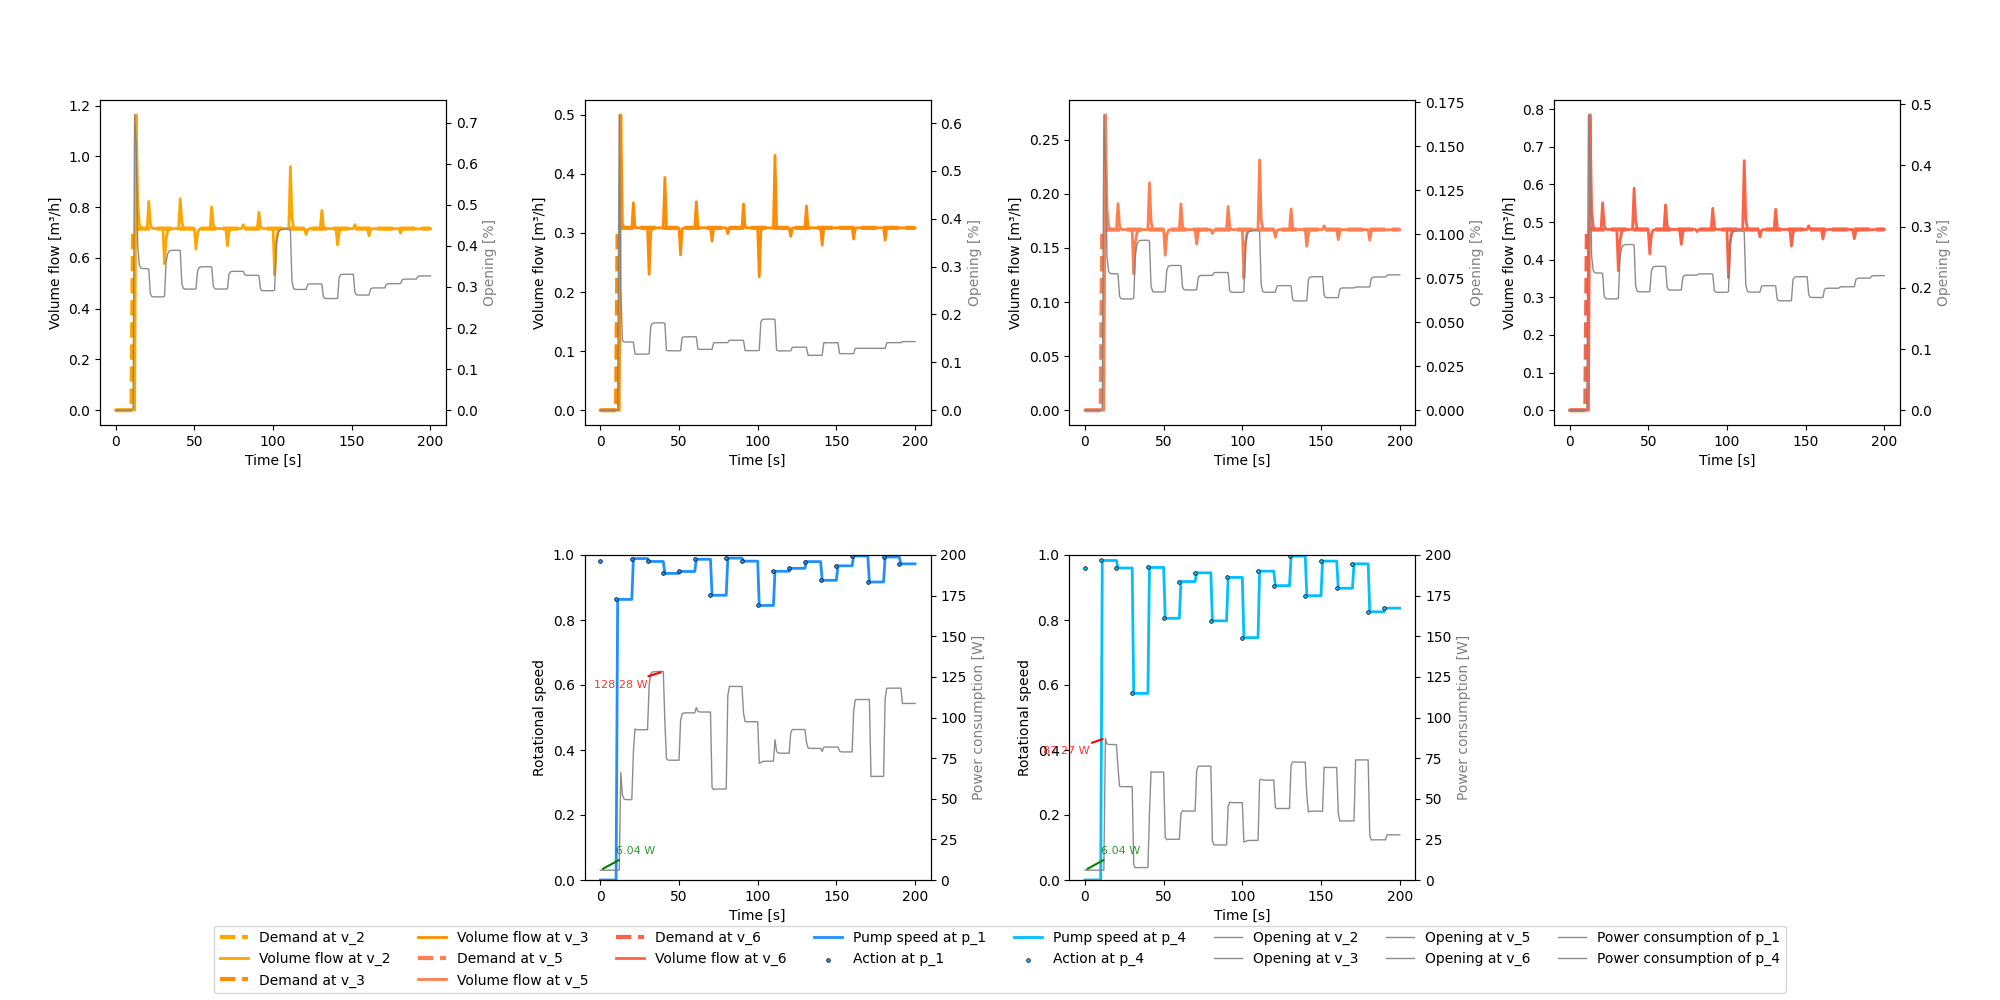 1.2
1.0
0.8
0.6
0.4
0.2
0.0
Volume flow [m³/h]
0 50 100 150 200
Time [s]
0.7
0.6
0.5
0.4
0.3
0.2
0.1
0.0
Opening [%]
0.5
0.4
0.3
0.2
0.1
0.0
Volume flow [m³/h]
0 50 100 150 200
Time [s]
0.6
0.5
0.4
0.3
0.2
0.1
0.0
Opening [%]
0.25
0.20
0.15
0.10
0.05
0.00
Volume flow [m³/h]
0 50 100 150 200
Time [s]
0.175
0.150
0.125
0.100
0.075
0.050
0.025
0.000
Opening [%]
0.8
0.7
0.6
0.5
0.4
0.3
0.2
0.1
0.0
Volume flow [m³/h]
0 50 100 150 200
Time [s]
0.5
0.4
0.3
0.2
0.1
0.0
Opening [%]
1.0
0.8
0.6
0.4
0.2
0.0
Rotational speed
128.28 W
6.04 W
0 50 100 150 200
Time [s]
200
175
150
125
100
75
50
25
0
Power consumption [W]
1.0
0.8
0.6
0.4
0.2
0.0
Rotational speed
87.27 W
6.04 W
0 50 100 150 200
Time [s]
200
175
150
125
100
75
50
25
0
Power consumption [W]
Demand at v_2
Volume flow at v_2
Demand at v_3
Volume flow at v_3
Demand at v_5
Volume flow at v_5
Demand at v_6
Volume flow at v_6
Pump speed at p_1
Action at p_1
Pump speed at p_4
Action at p_4
Opening at v_2
Opening at v_3
Opening at v_5
Opening at v_6
Power consumption of p_1
Power consumption of p_4